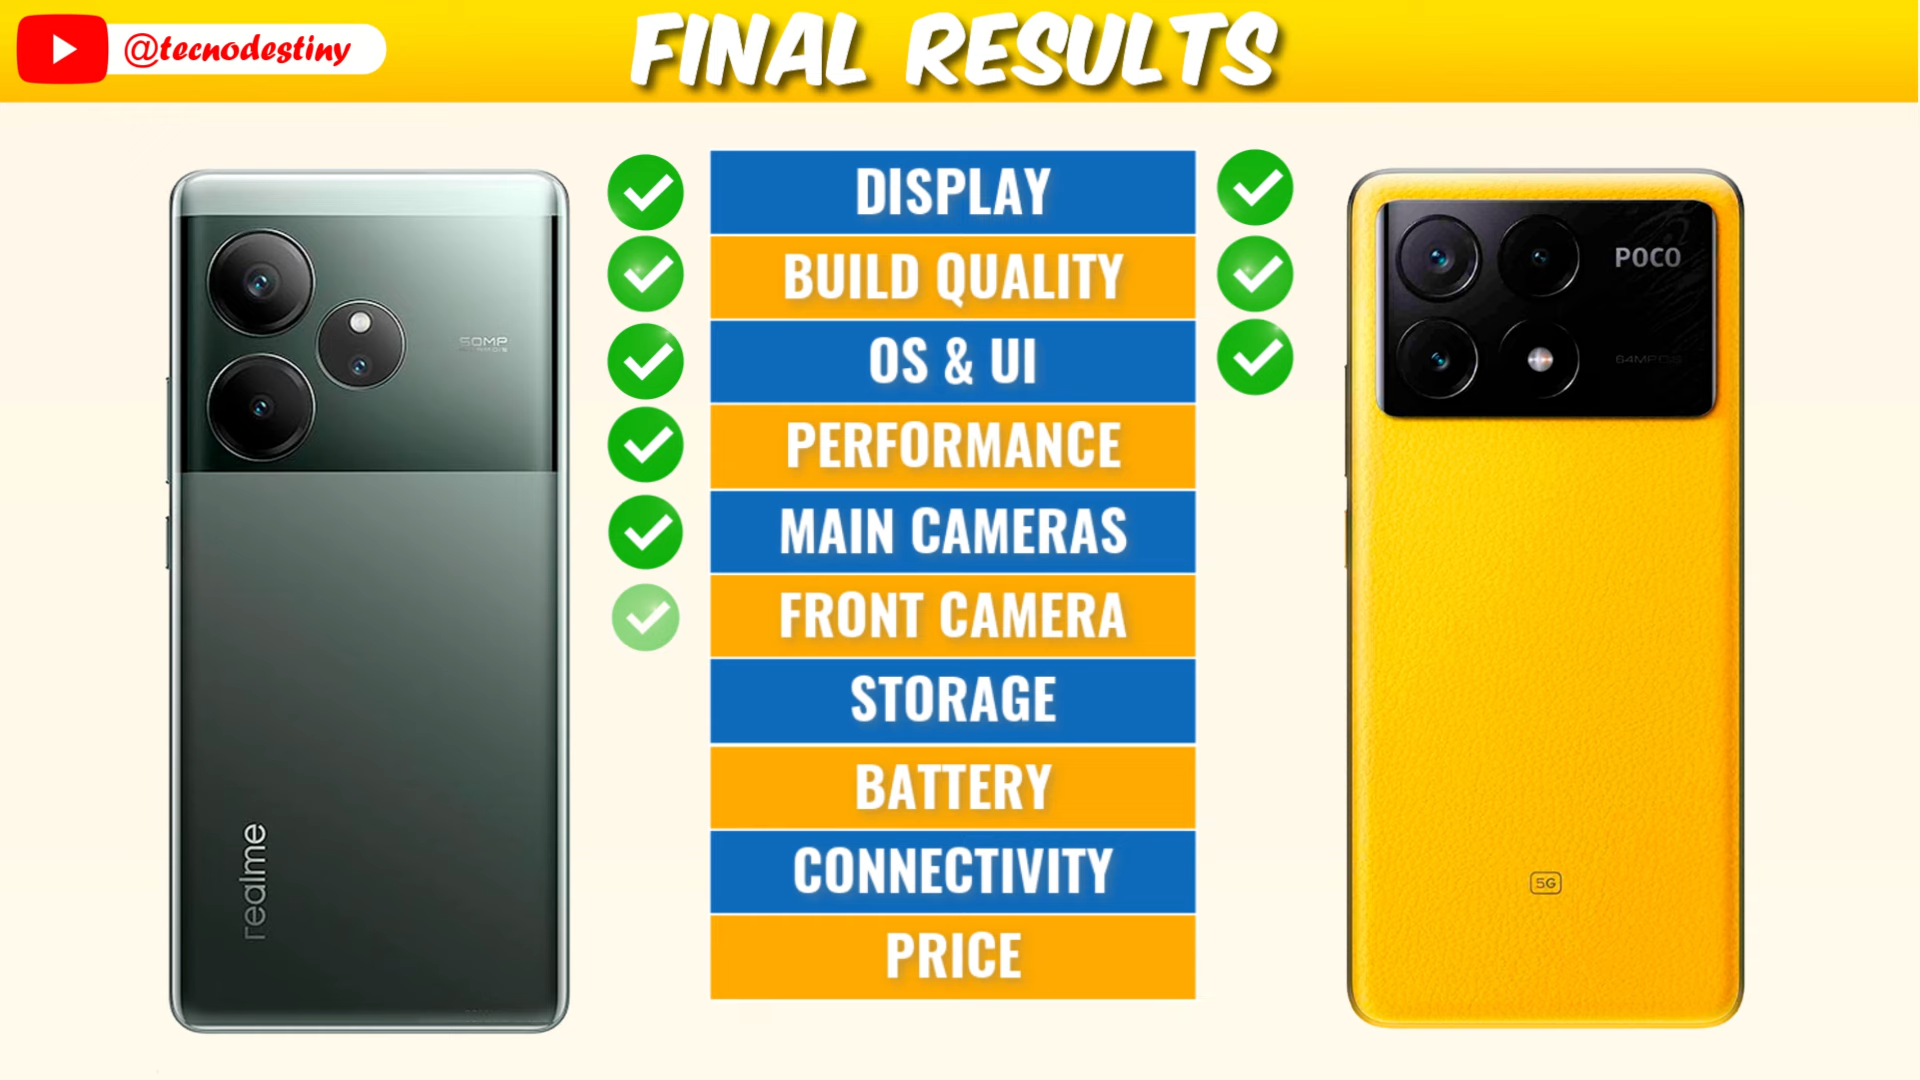 @tecnodestiny
FINAL RESULTS
DISPLAY
BUILD QUALITY
OS & UI
PERFORMANCE
MAIN CAMERAS
FRONT CAMERA
STORAGE
BATTERY
CONNECTIVITY
PRICE
50MP
realme
POCO
64MP OIS
5G